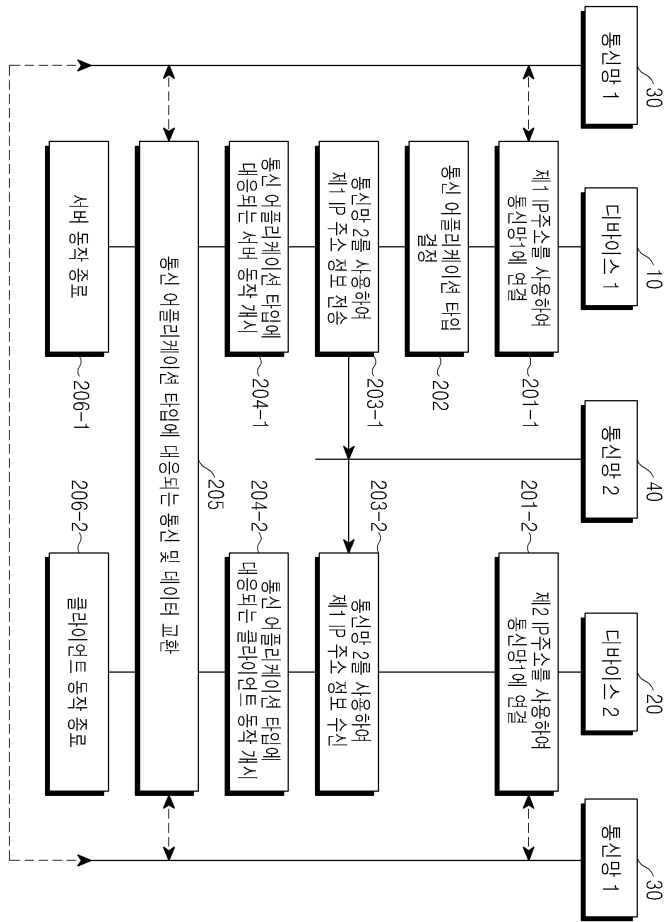 통신망 1
30
디바이스 1
10
통신망 2
40
디바이스 2
20
통신망 1
30
제1 IP주소를 사용하여
통신망1에 연결
201-1
제2 IP주소를 사용하여
통신망1에 연결
201-2
통신 어플리케이션 타입
결정
202
통신망 2를 사용하여
제1 IP 주소 정보 전송
203-1
통신망 2를 사용하여
제1 IP 주소 정보 수신
203-2
통신 어플리케이션 타입에
대응되는 서버 동작 개시
204-1
통신 어플리케이션 타입에
대응되는 클라이언트 동작 개시
204-2
통신 어플리케이션 타입에 대응되는 통신 및 데이터 교환
205
서버 동작 종료
206-1
클라이언트 동작 종료
206-2